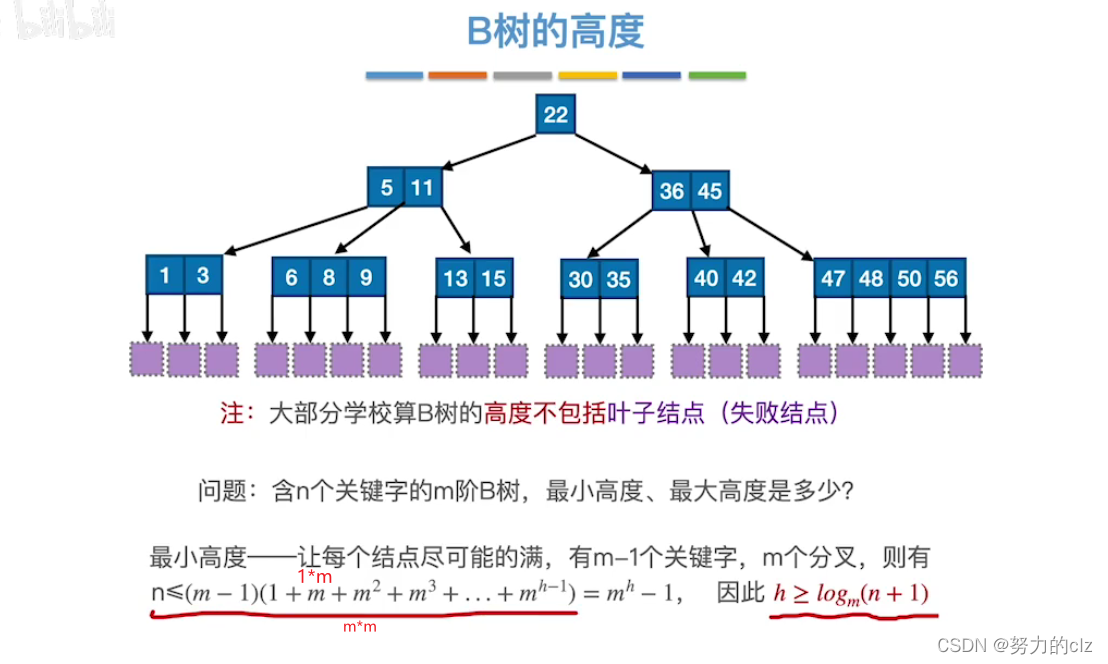 bilibili
B树的高度
22
5 11
36 45
1 3
6 8 9
13 15
30 35
40 42
47 48 50 56
注：大部分学校算B树的高度不包括叶子结点（失败结点）
问题：含n个关键字的m阶B树，最小高度、最大高度是多少？
最小高度——让每个结点尽可能的满，有m-1个关键字，m个分叉，则有
1*m
n≤(m − 1)(1 + m + m² + m³ + … + mʰ⁻¹) = mʰ − 1， 因此 h ≥ logₘ(n + 1)
m*m
CSDN @努力的clz